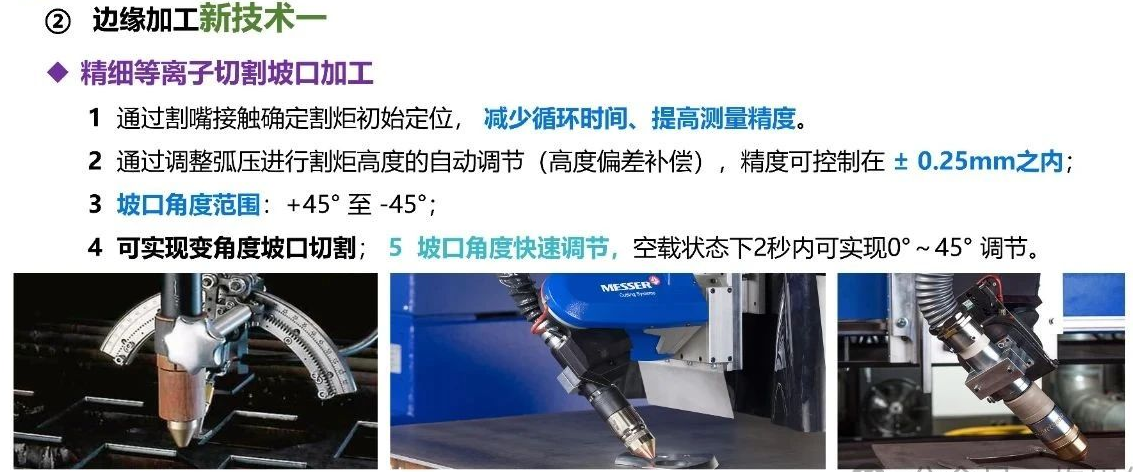 ② 边缘加工新技术一
◆ 精细等离子切割坡口加工
1 通过割嘴接触确定割炬初始定位，减少循环时间、提高测量精度。
2 通过调整弧压进行割炬高度的自动调节（高度偏差补偿），精度可控制在 ± 0.25mm之内；
3 坡口角度范围：+45° 至 -45°；
4 可实现变角度坡口切割； 5 坡口角度快速调节，空载状态下2秒内可实现0°～45° 调节。
MESSER
Cutting Systems